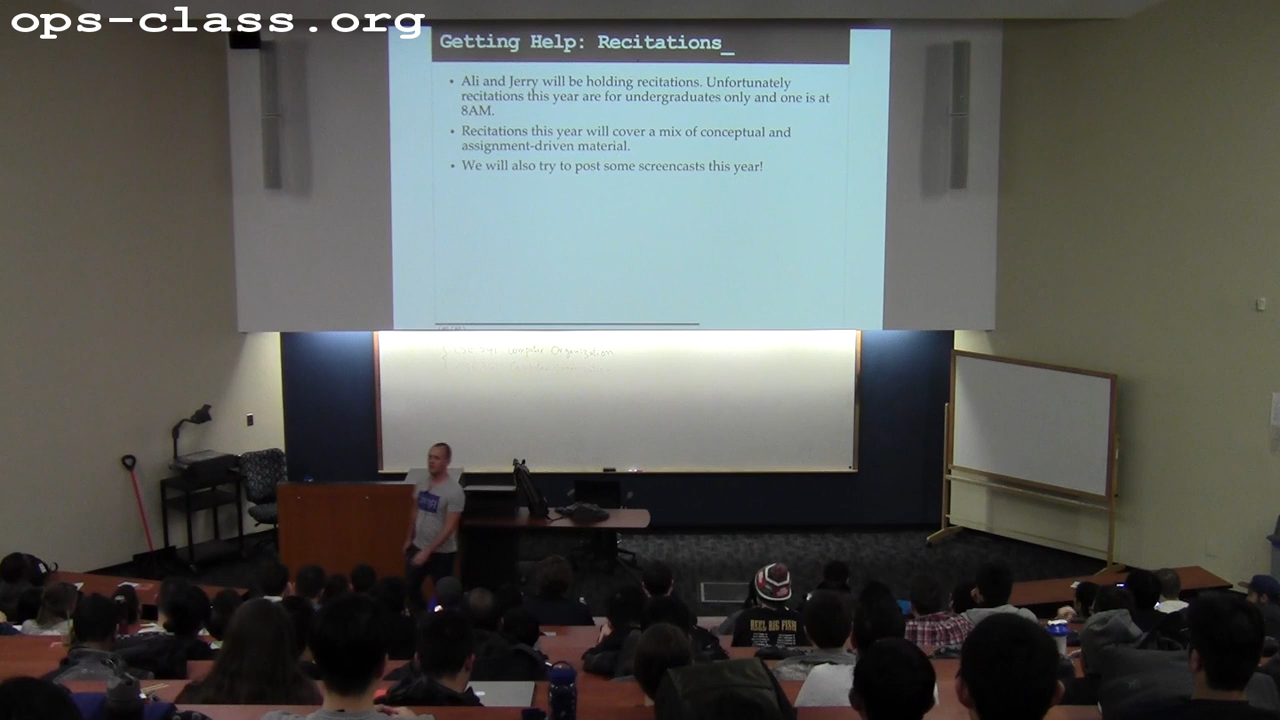 ops-class.org
Getting Help: Recitations_
• Ali and Jerry will be holding recitations. Unfortunately
recitations this year are for undergraduates only and one is at
8AM.
• Recitations this year will cover a mix of conceptual and
assignment-driven material.
• We will also try to post some screencasts this year!
Computer Organization
REEL BIG FISH